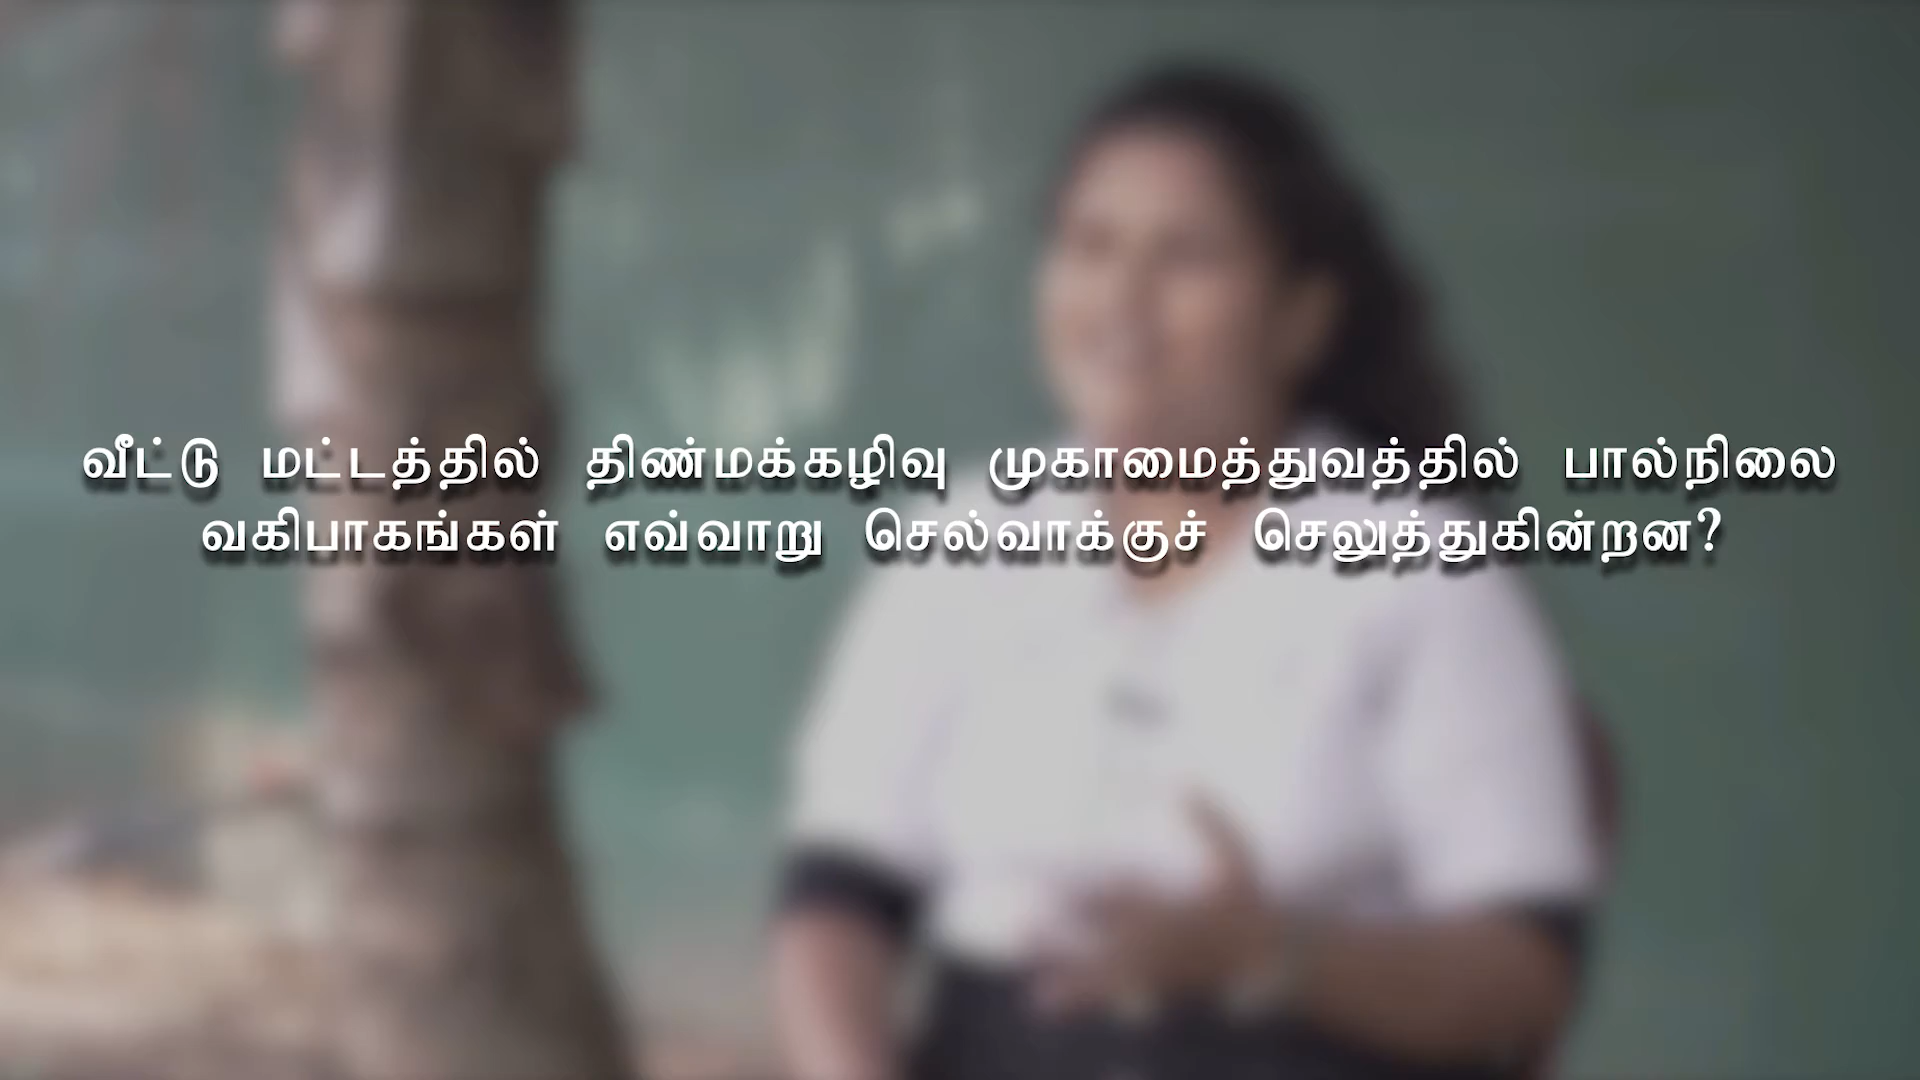 வீட்டு மட்டத்தில் திண்மக்கழிவு முகாமைத்துவத்தில் பால்நிலை
வகிபாகங்கள் எவ்வாறு செல்வாக்குச் செலுத்துகின்றன?